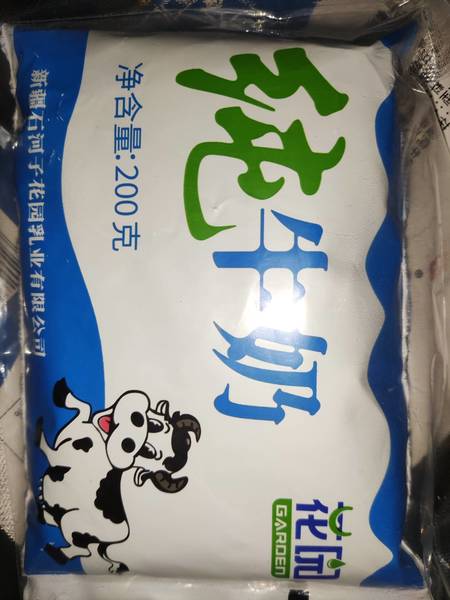 花园
GARDEN
纯牛奶
净含量:200克
新疆石河子花园乳业有限公司